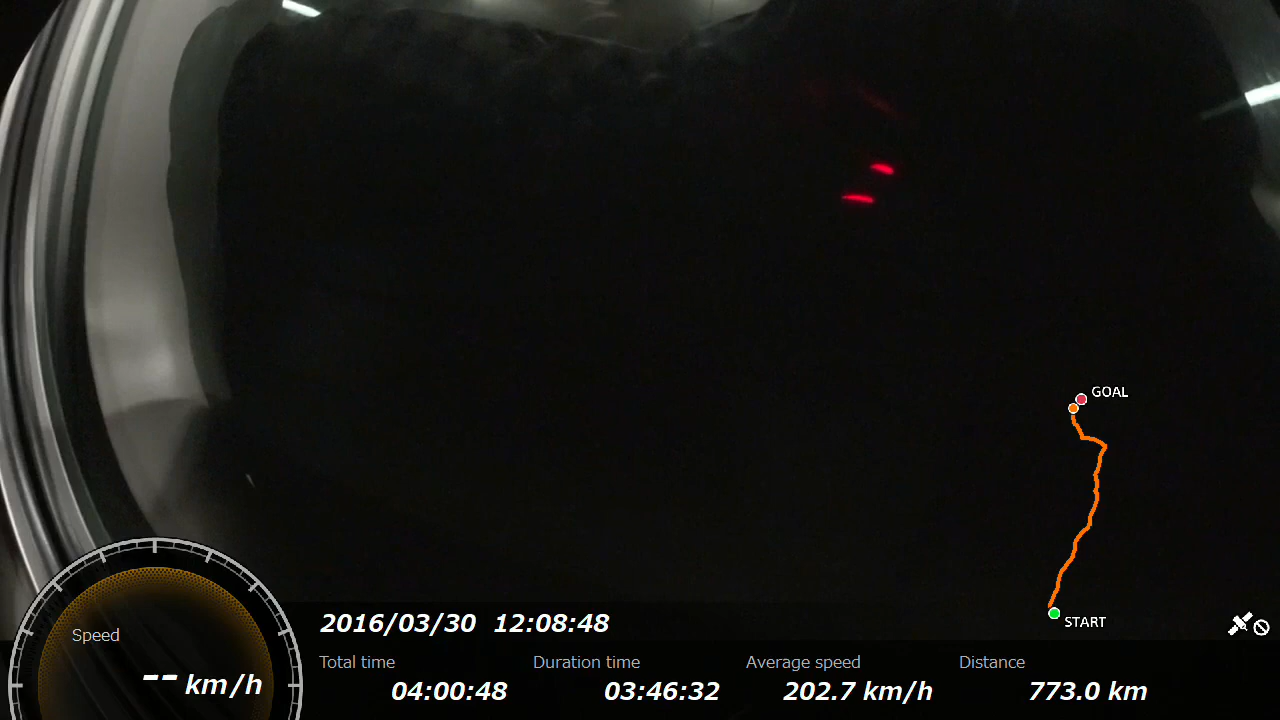 GOAL
START
2016/03/30 12:08:48
Speed
-- km/h
Total time
04:00:48
Duration time
03:46:32
Average speed
202.7 km/h
Distance
773.0 km